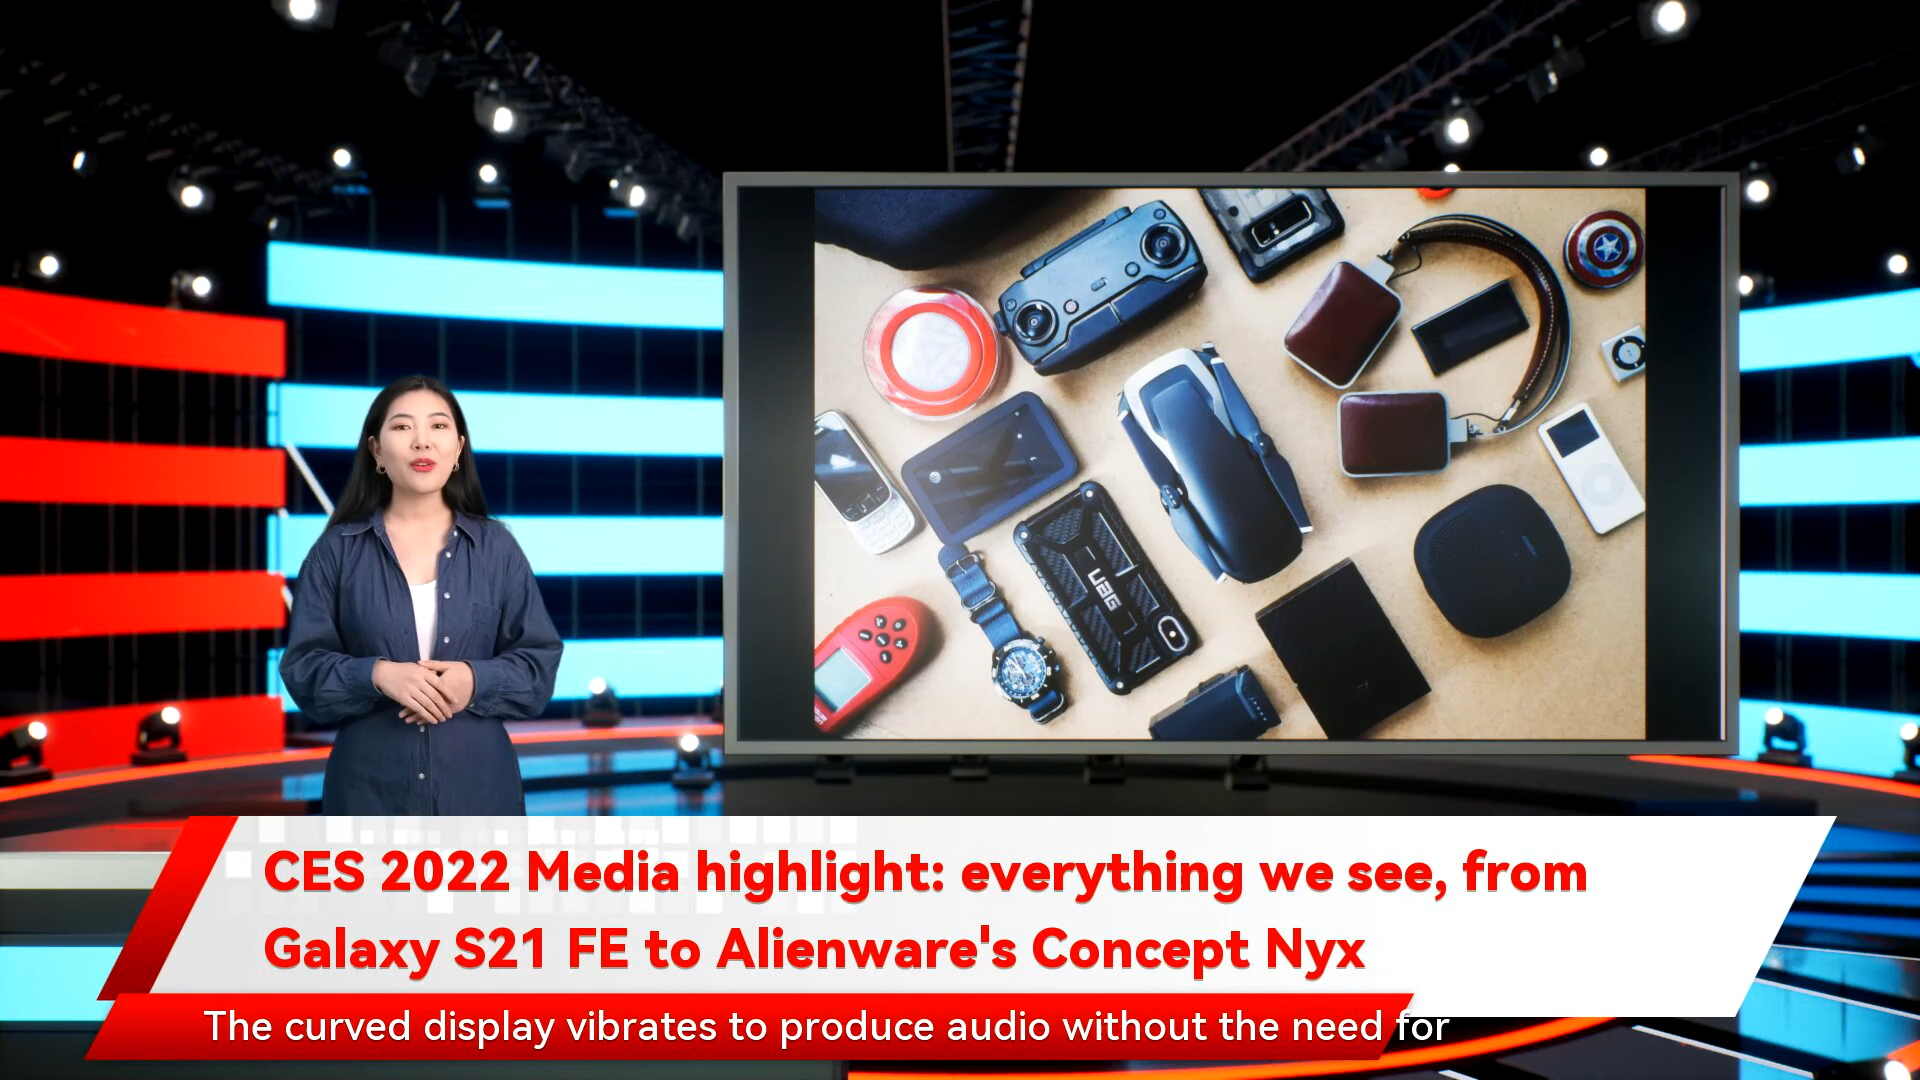 UAG
CES 2022 Media highlight: everything we see, from
Galaxy S21 FE to Alienware's Concept Nyx
The curved display vibrates to produce audio without the need for